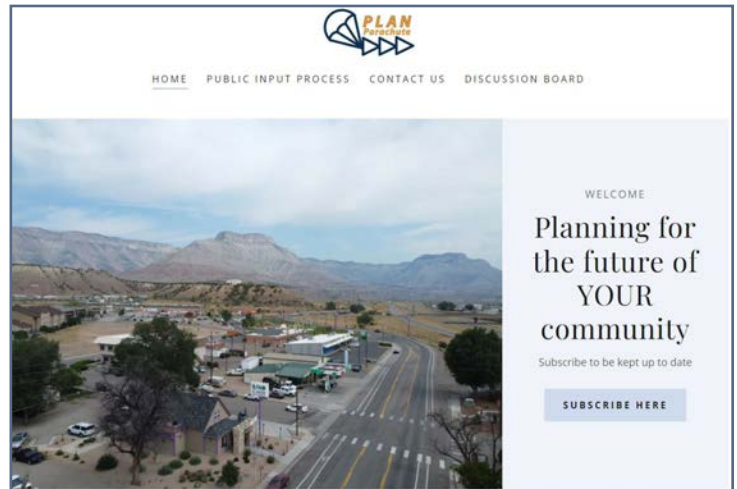 PLAN
Parachute
HOME PUBLIC INPUT PROCESS CONTACT US DISCUSSION BOARD
WELCOME
Planning for
the future of
YOUR
community
Subscribe to be kept up to date
SUBSCRIBE HERE